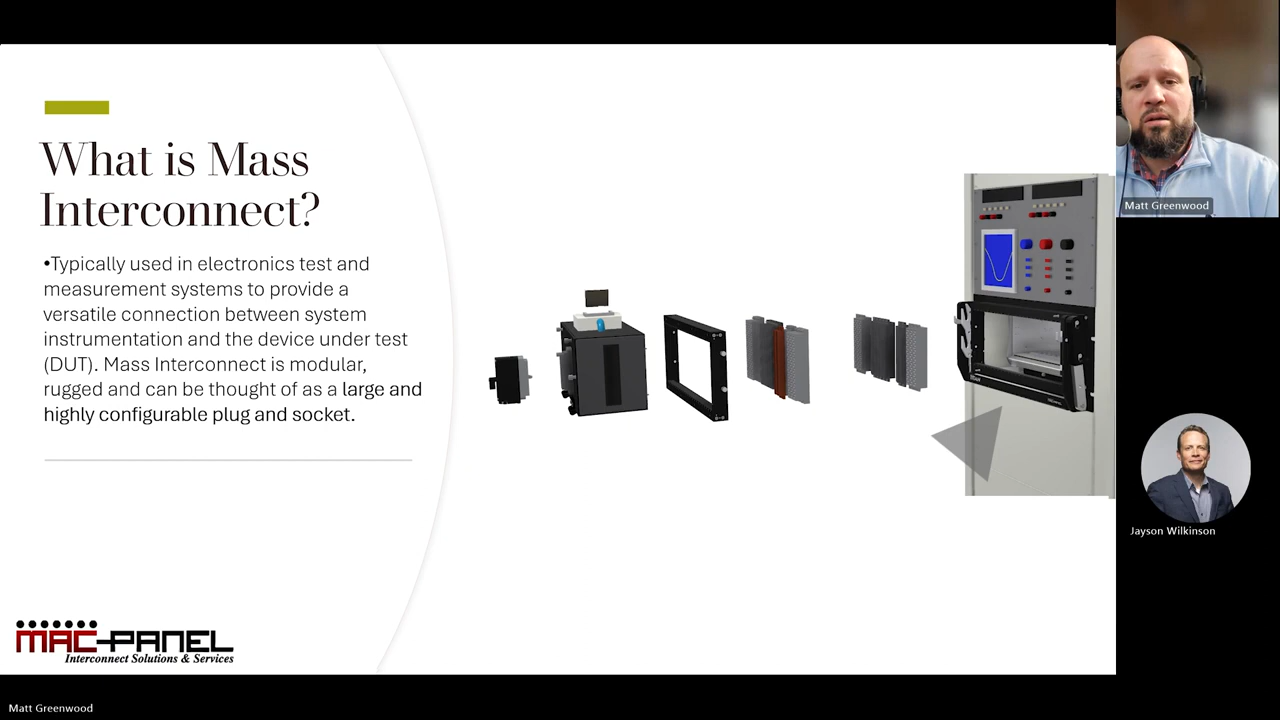 What is Mass
Interconnect?
•Typically used in electronics test and
measurement systems to provide a
versatile connection between system
instrumentation and the device under test
(DUT). Mass Interconnect is modular,
rugged and can be thought of as a large and
highly configurable plug and socket.
MAC-PANEL
Interconnect Solutions & Services
Matt Greenwood
Jayson Wilkinson
Matt Greenwood